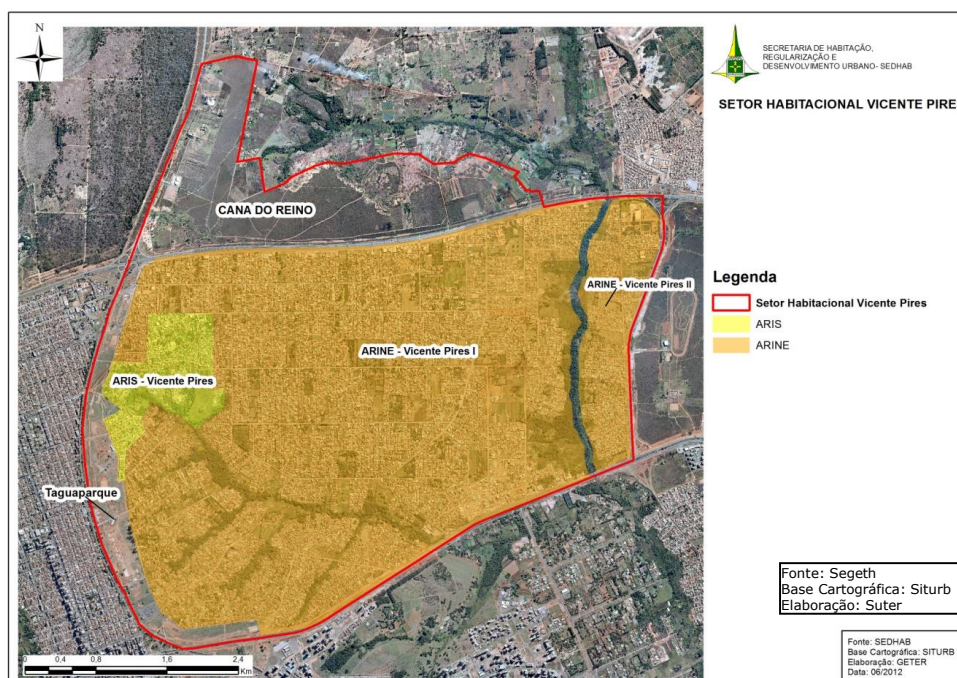 N
SECRETARIA DE HABITAÇÃO,
REGULARIZAÇÃO E
DESENVOLVIMENTO URBANO- SEDHAB
SETOR HABITACIONAL VICENTE PIRE
CANA DO REINO
ARINE - Vicente Pires II
ARINE - Vicente Pires I
ARIS - Vicente Pires
Taguaparque
Legenda
Setor Habitacional Vicente Pires
ARIS
ARINE
Fonte: Segeth
Base Cartográfica: Siturb
Elaboração: Suter
Fonte: SEDHAB
Base Cartográfica: SITURB
Elaboração: GETER
Data: 06/2012
0 0,4 0,8 1,6 2,4
Km